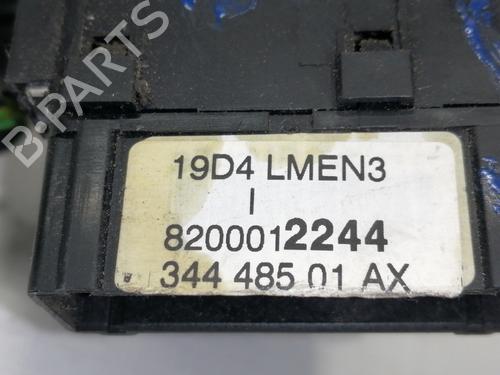 B-PARTS
19D4 LMEN3
I
8200012244
344 485 01 AX